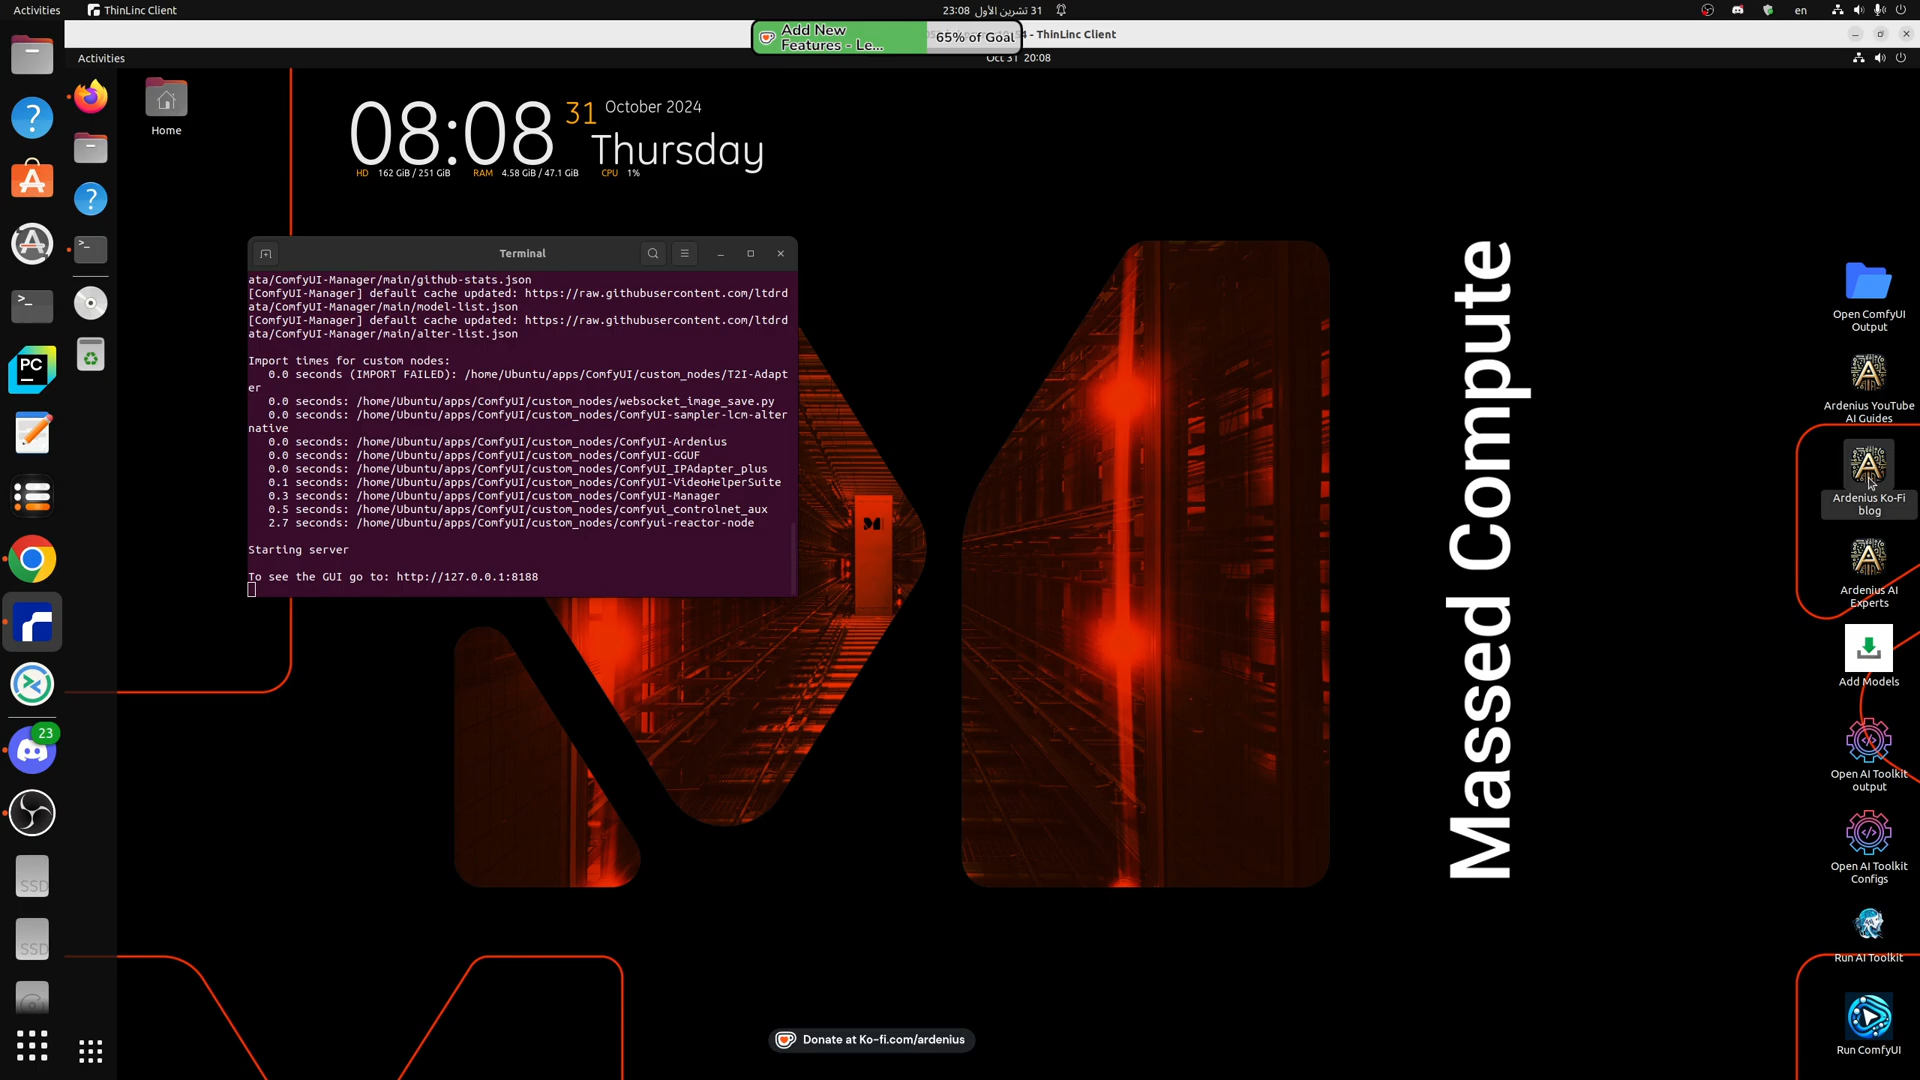 Activities
ThinLinc Client
23:08 31 تشرين الأول
en
Add New
Features - Le...
65% of Goal
54 - ThinLinc Client
Activities
Oct 31 20:08
Home
08:08
31
October 2024
Thursday
HD 162 GiB / 251 GiB RAM 4.58 GiB / 47.1 GiB CPU 1%
Terminal
ata/ComfyUI-Manager/main/github-stats.json
[ComfyUI-Manager] default cache updated: https://raw.githubusercontent.com/ltdrd
ata/ComfyUI-Manager/main/model-list.json
[ComfyUI-Manager] default cache updated: https://raw.githubusercontent.com/ltdrd
ata/ComfyUI-Manager/main/alter-list.json
Import times for custom nodes:
0.0 seconds (IMPORT FAILED): /home/Ubuntu/apps/ComfyUI/custom_nodes/T2I-Adapt
er
0.0 seconds: /home/Ubuntu/apps/ComfyUI/custom_nodes/websocket_image_save.py
0.0 seconds: /home/Ubuntu/apps/ComfyUI/custom_nodes/ComfyUI-sampler-lcm-alter
native
0.0 seconds: /home/Ubuntu/apps/ComfyUI/custom_nodes/ComfyUI-Ardenius
0.0 seconds: /home/Ubuntu/apps/ComfyUI/custom_nodes/ComfyUI-GGUF
0.0 seconds: /home/Ubuntu/apps/ComfyUI/custom_nodes/ComfyUI_IPAdapter_plus
0.1 seconds: /home/Ubuntu/apps/ComfyUI/custom_nodes/ComfyUI-VideoHelperSuite
0.3 seconds: /home/Ubuntu/apps/ComfyUI/custom_nodes/ComfyUI-Manager
0.5 seconds: /home/Ubuntu/apps/ComfyUI/custom_nodes/comfyui_controlnet_aux
2.7 seconds: /home/Ubuntu/apps/ComfyUI/custom_nodes/comfyui-reactor-node
Starting server
To see the GUI go to: http://127.0.0.1:8188
Massed Compute
Open ComfyUI
Output
Ardenius YouTube
AI Guides
Ardenius Ko-Fi
blog
Ardenius AI
Experts
Add Models
Open AI Toolkit
output
Open AI Toolkit
Configs
Run AI Toolkit
Run ComfyUI
PC
23
SSD
SSD
Donate at Ko-fi.com/ardenius